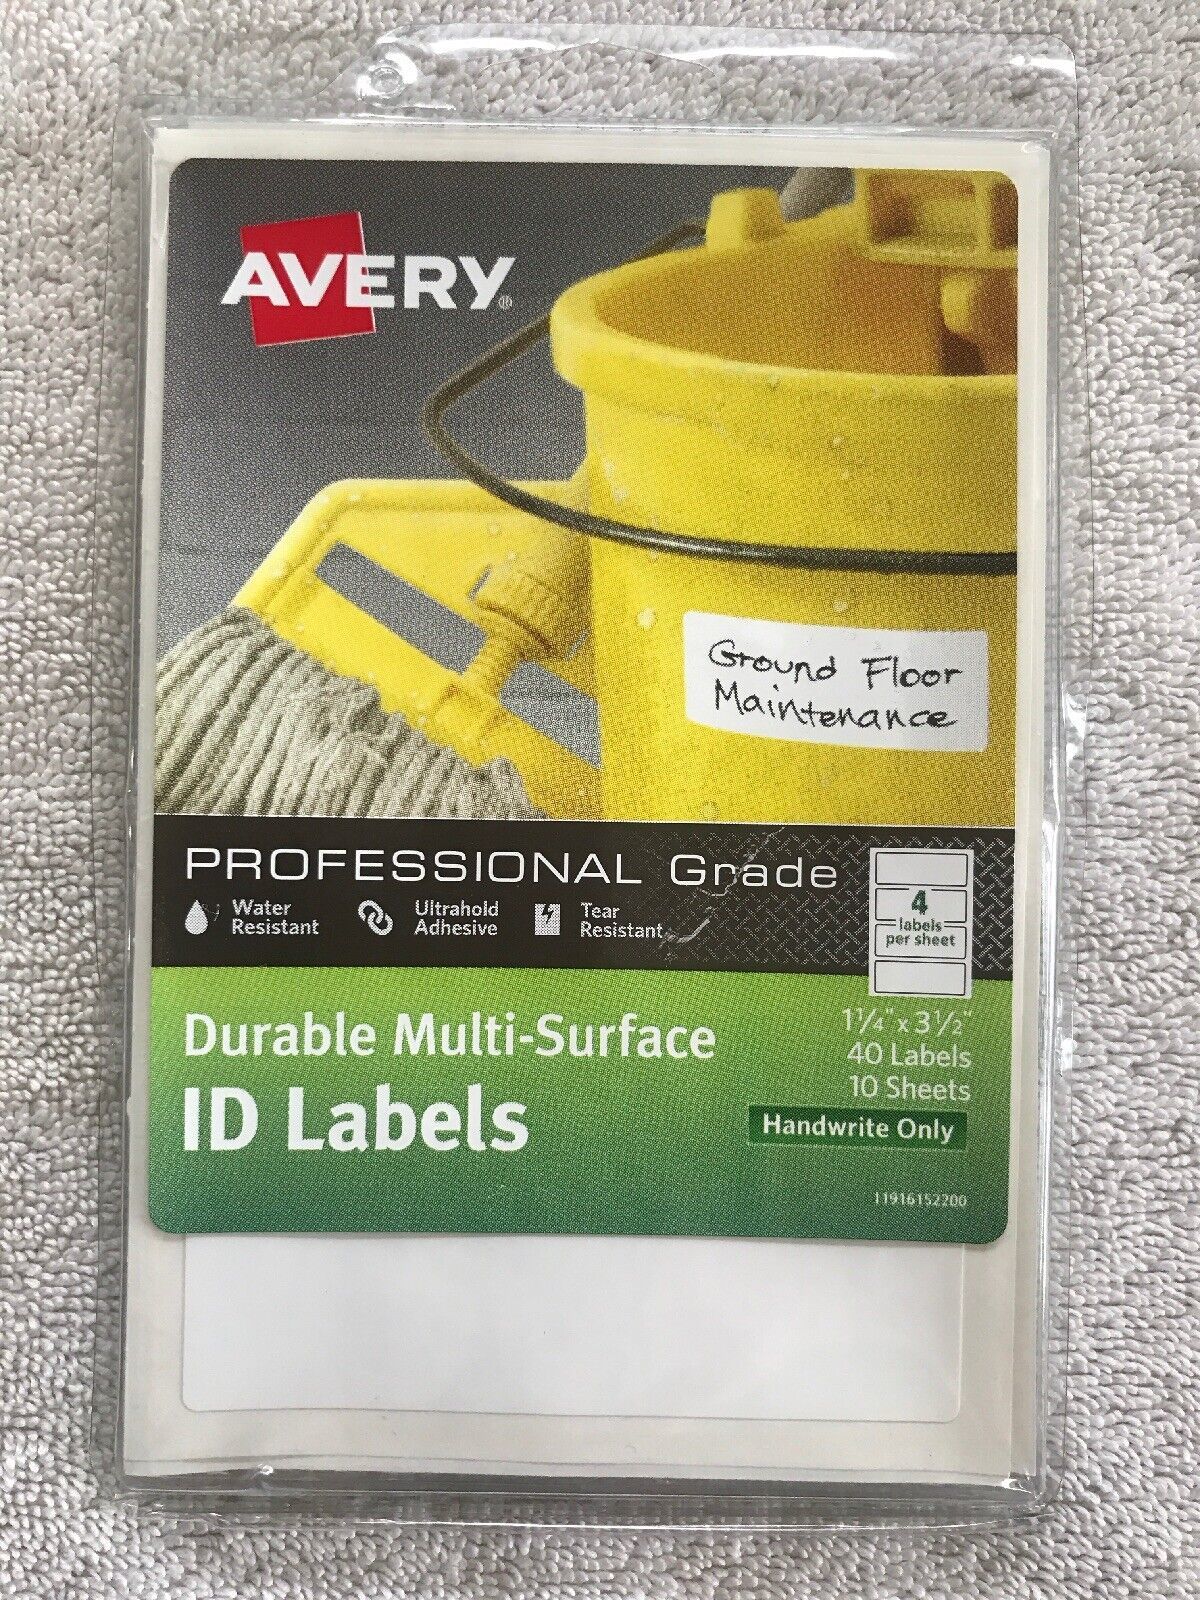 AVERY®
Ground Floor
Maintenance
PROFESSIONAL Grade
Water
Resistant
Ultrahold
Adhesive
Tear
Resistant
4
labels
per sheet
Durable Multi-Surface
ID Labels
1¼" x 3½"
40 Labels
10 Sheets
Handwrite Only
11916152200